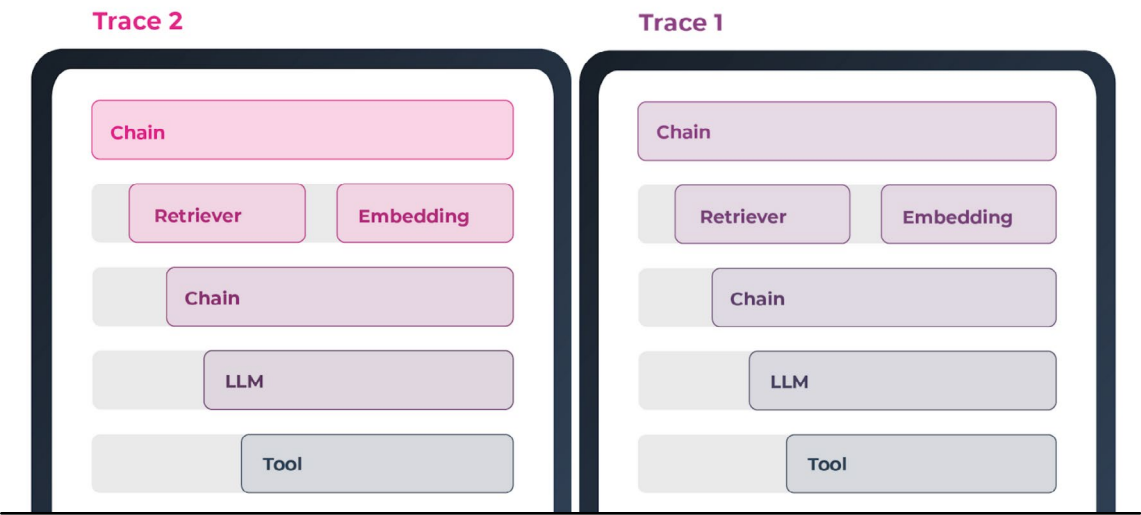 Trace 2
Chain
Retriever Embedding
Chain
LLM
Tool
Trace 1
Chain
Retriever Embedding
Chain
LLM
Tool